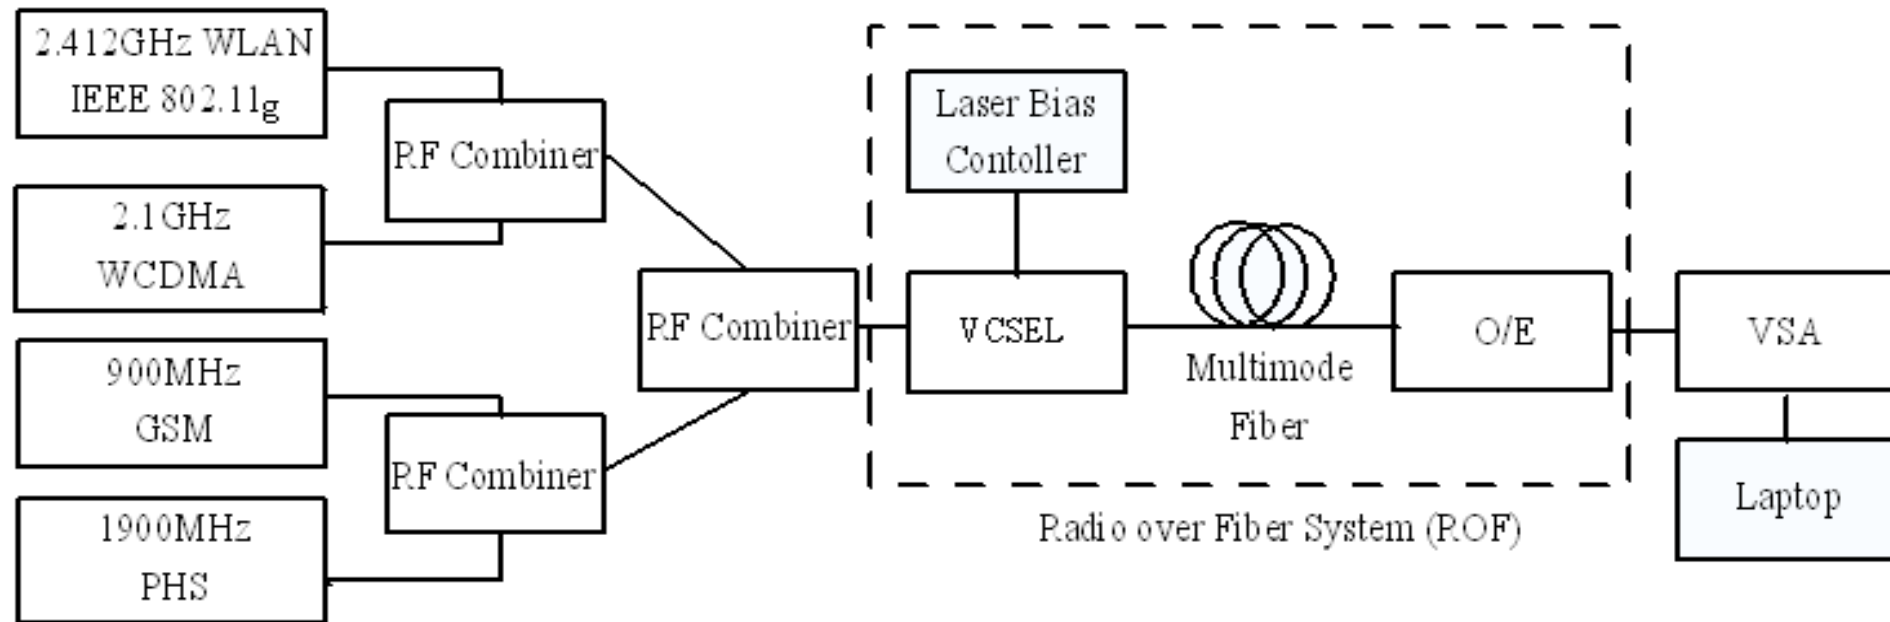 2.412GHz WLAN
IEEE 802.11g
RF Combiner
2.1GHz
WCDMA
900MHz
GSM
RF Combiner
1900MHz
PHS
RF Combiner
Laser Bias
Contoller
VCSEL
Multimode
Fiber
O/E
Radio over Fiber System (ROF)
VSA
Laptop